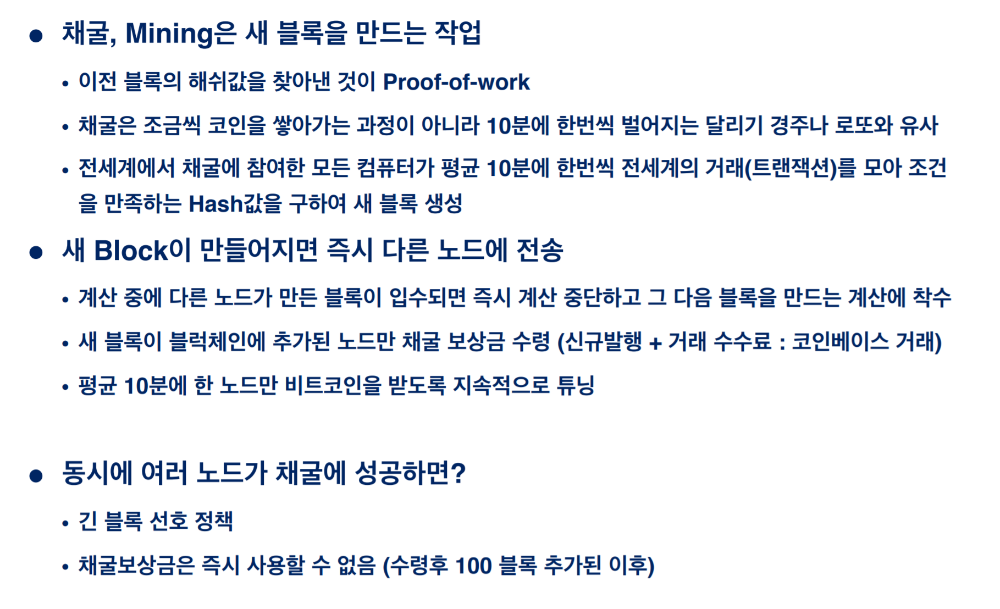 ● 채굴, Mining은 새 블록을 만드는 작업
• 이전 블록의 해쉬값을 찾아낸 것이 Proof-of-work
• 채굴은 조금씩 코인을 쌓아가는 과정이 아니라 10분에 한번씩 벌어지는 달리기 경주나 로또와 유사
• 전세계에서 채굴에 참여한 모든 컴퓨터가 평균 10분에 한번씩 전세계의 거래(트랜잭션)를 모아 조건
을 만족하는 Hash값을 구하여 새 블록 생성
● 새 Block이 만들어지면 즉시 다른 노드에 전송
• 계산 중에 다른 노드가 만든 블록이 입수되면 즉시 계산 중단하고 그 다음 블록을 만드는 계산에 착수
• 새 블록이 블럭체인에 추가된 노드만 채굴 보상금 수령 (신규발행 + 거래 수수료 : 코인베이스 거래)
• 평균 10분에 한 노드만 비트코인을 받도록 지속적으로 튜닝
● 동시에 여러 노드가 채굴에 성공하면?
• 긴 블록 선호 정책
• 채굴보상금은 즉시 사용할 수 없음 (수령후 100 블록 추가된 이후)